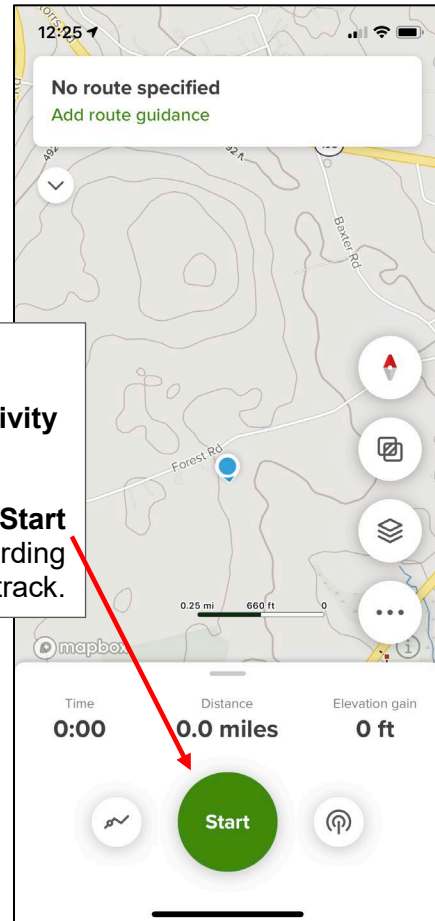 12:25
No route specified
Add route guidance
492
Baxter Rd
ivity
Start
Forest Rd
rding
track.
0.25 mi 660 ft 0
mapbox
Time Distance Elevation gain
0:00 0.0 miles 0 ft
Start